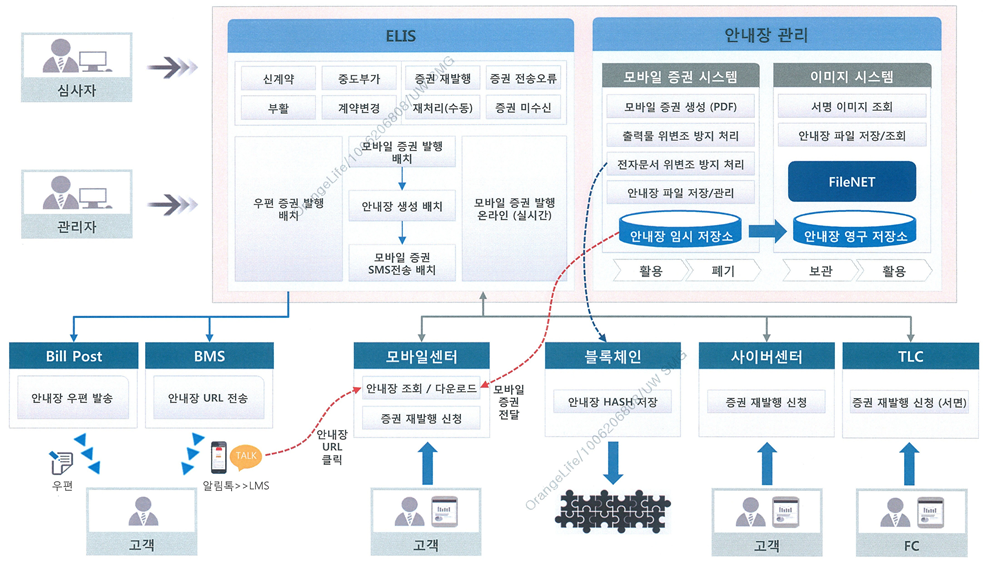 심사자
관리자
ELIS
신계약
중도부가
증권 재발행
증권 전송오류
부활
계약변경
재처리(수동)
증권 미수신
우편 증권 발행
배치
모바일 증권 발행
배치
안내장 생성 배치
모바일 증권
SMS전송 배치
모바일 증권 발행
온라인 (실시간)
안내장 관리
모바일 증권 시스템
모바일 증권 생성 (PDF)
출력물 위변조 방지 처리
전자문서 위변조 방지 처리
안내장 파일 저장/관리
안내장 임시 저장소
활용
폐기
이미지 시스템
서명 이미지 조회
안내장 파일 저장/조회
FileNET
안내장 영구 저장소
보관
활용
OrangeLife/1006206808/UW SMG
Bill Post
안내장 우편 발송
BMS
안내장 URL 전송
모바일센터
안내장 조회 / 다운로드
증권 재발행 신청
모바일
증권
전달
블록체인
안내장 HASH 저장
사이버센터
증권 재발행 신청
TLC
증권 재발행 신청 (서면)
안내장
URL
클릭
우편
TALK
알림톡>>LMS
고객
고객
고객
FC
OrangeLife/1006206808/UW SMG